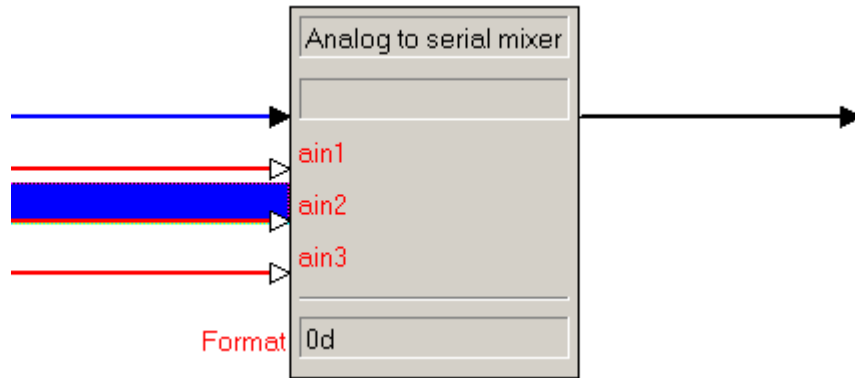 Analog to serial mixer
ain1
ain2
ain3
Format 0d